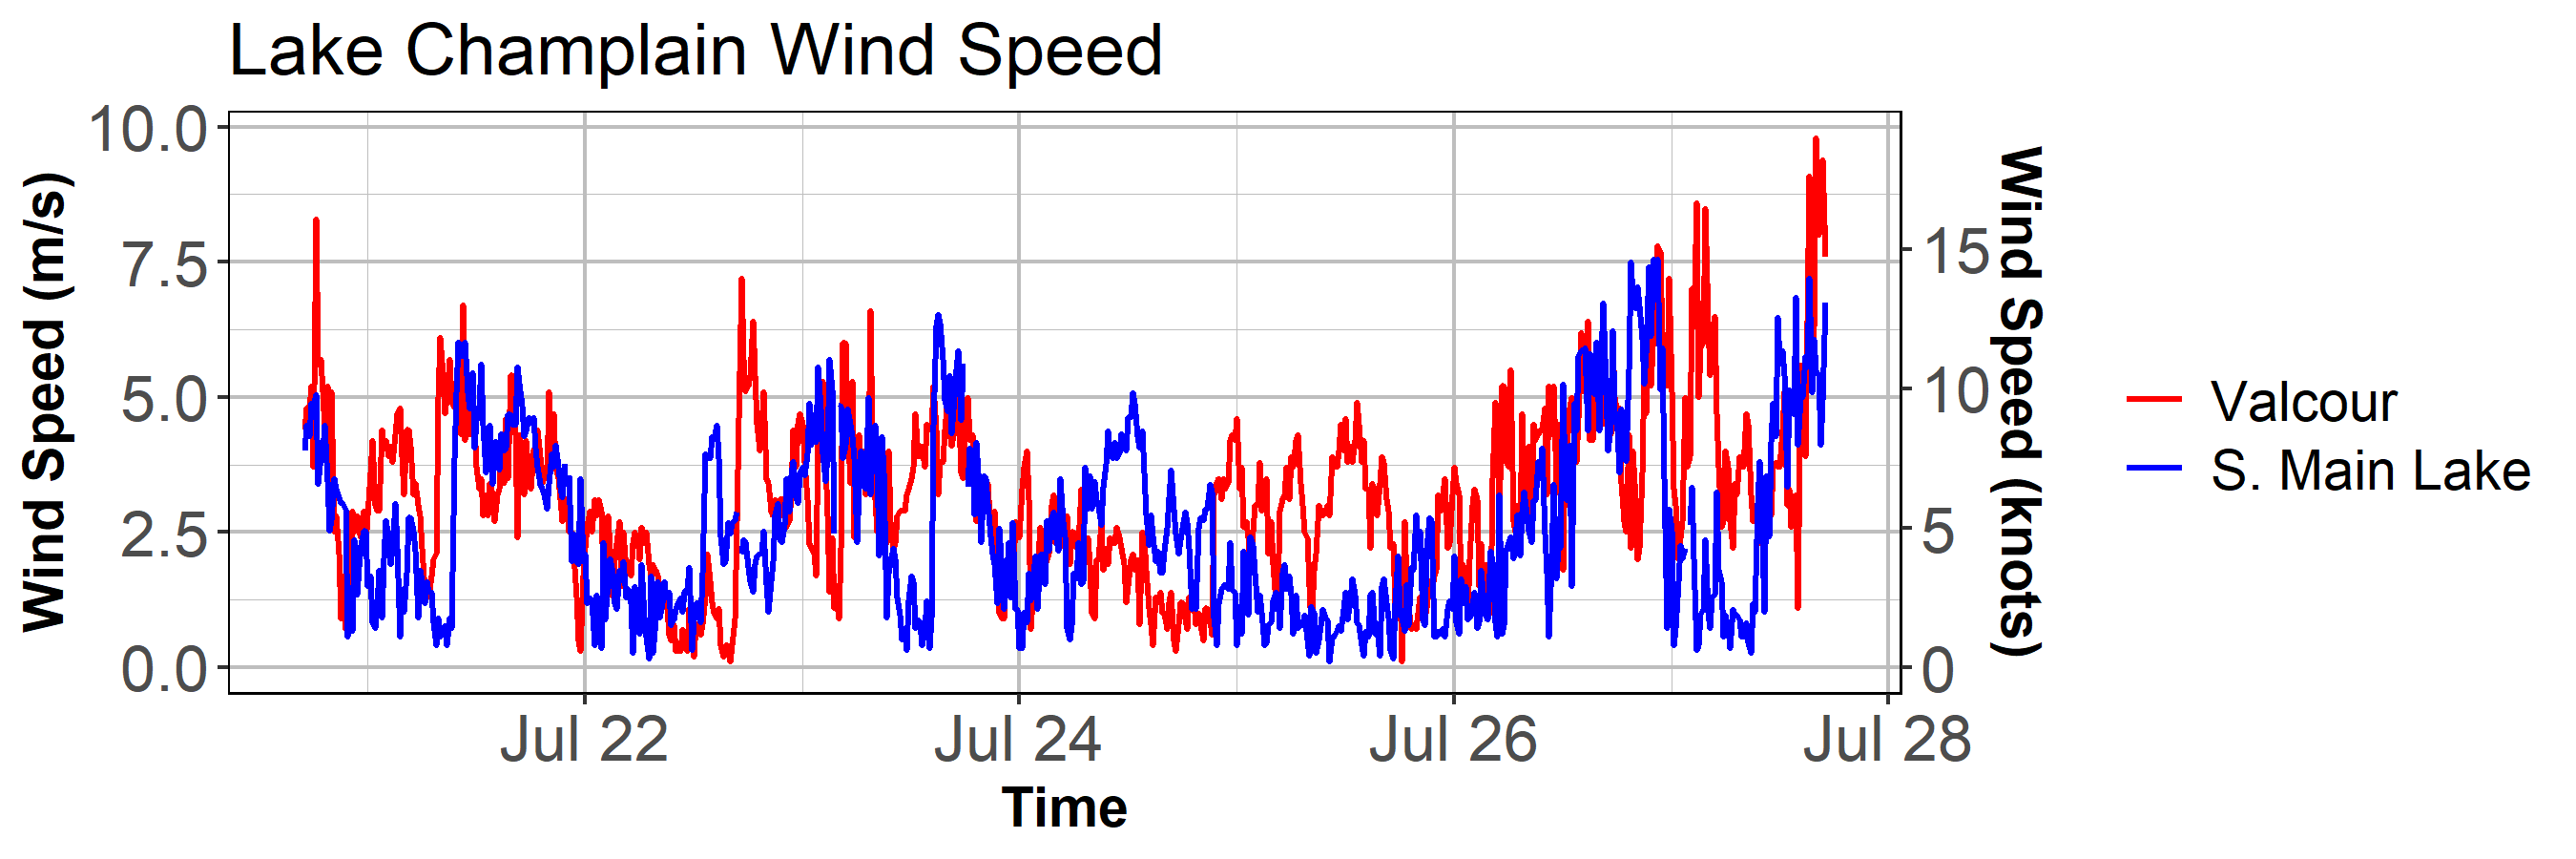 Lake Champlain Wind Speed
Wind Speed (m/s)
10.0
7.5
5.0
2.5
0.0
15
10
5
0
Wind Speed (knots)
Jul 22
Jul 24
Jul 26
Jul 28
Time
Valcour
S. Main Lake